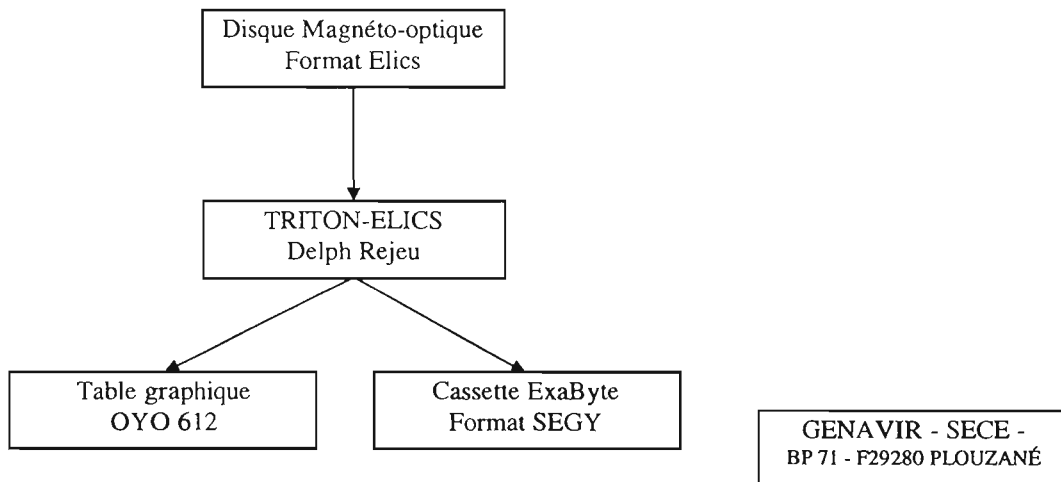 Disque Magnéto-optique
Format Elics
TRITON-ELICS
Delph Rejeu
Table graphique
OYO 612
Cassette ExaByte
Format SEGY
GENAVIR - SECE -
BP 71 - F29280 PLOUZANÉ